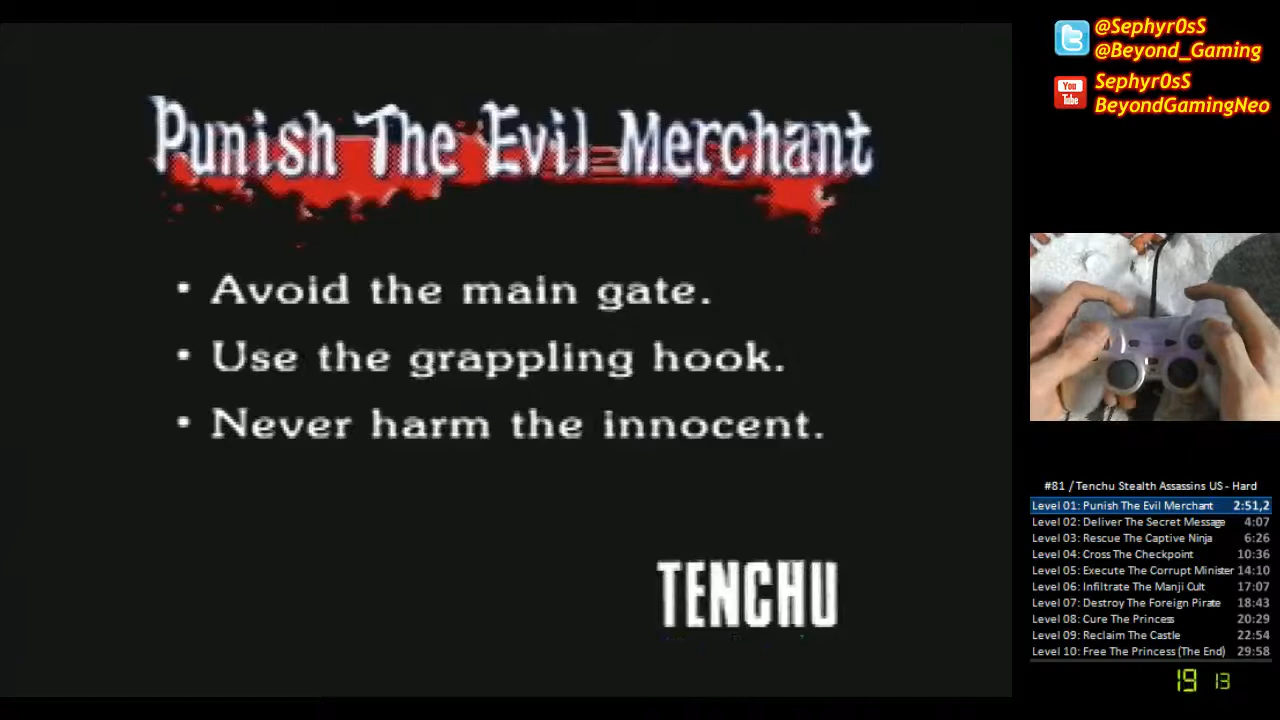 Punish The Evil Merchant
• Avoid the main gate.
• Use the grappling hook.
• Never harm the innocent.
TENCHU
@Sephyr0sS
@Beyond_Gaming
You
Tube
Sephyr0sS
BeyondGamingNeo
#81 / Tenchu Stealth Assassins US - Hard
Level 01: Punish The Evil Merchant 2:51,2
Level 02: Deliver The Secret Message 4:07
Level 03: Rescue The Captive Ninja 6:26
Level 04: Cross The Checkpoint 10:36
Level 05: Execute The Corrupt Minister 14:10
Level 06: Infiltrate The Manji Cult 17:07
Level 07: Destroy The Foreign Pirate 18:43
Level 08: Cure The Princess 20:29
Level 09: Reclaim The Castle 22:54
Level 10: Free The Princess (The End) 29:58
19 13